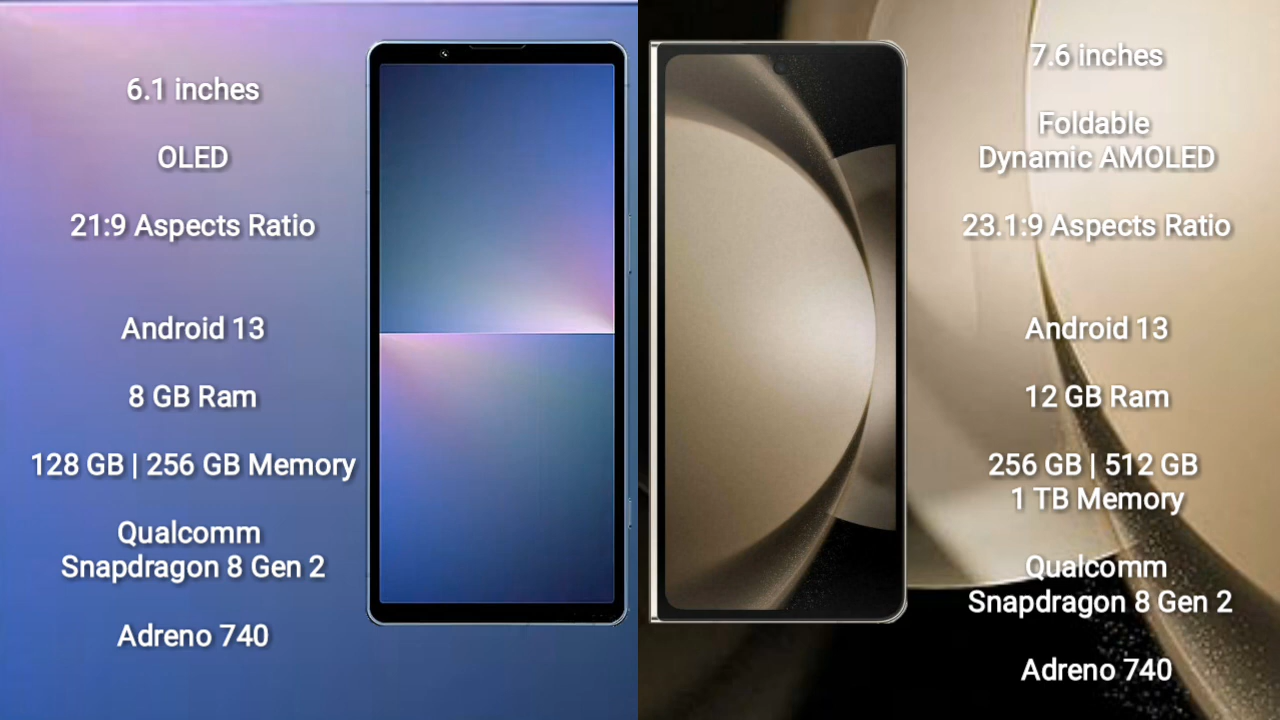 6.1 inches
OLED
21:9 Aspects Ratio
Android 13
8 GB Ram
128 GB | 256 GB Memory
Qualcomm
Snapdragon 8 Gen 2
Adreno 740
7.6 inches
Foldable
Dynamic AMOLED
23.1:9 Aspects Ratio
Android 13
12 GB Ram
256 GB | 512 GB
1 TB Memory
Qualcomm
Snapdragon 8 Gen 2
Adreno 740